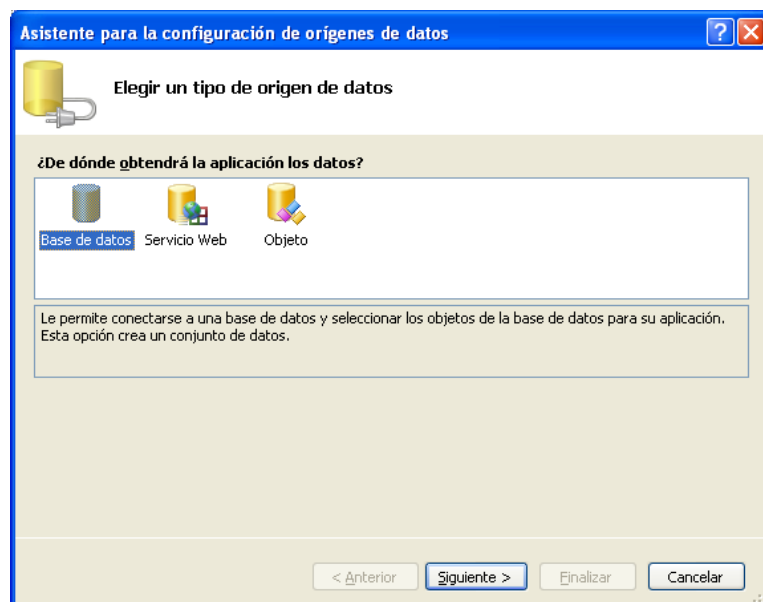 Asistente para la configuración de orígenes de datos
Elegir un tipo de origen de datos
¿De dónde obtendrá la aplicación los datos?
Base de datos Servicio Web Objeto
Le permite conectarse a una base de datos y seleccionar los objetos de la base de datos para su aplicación.
Esta opción crea un conjunto de datos.
< Anterior Siguiente > Finalizar Cancelar